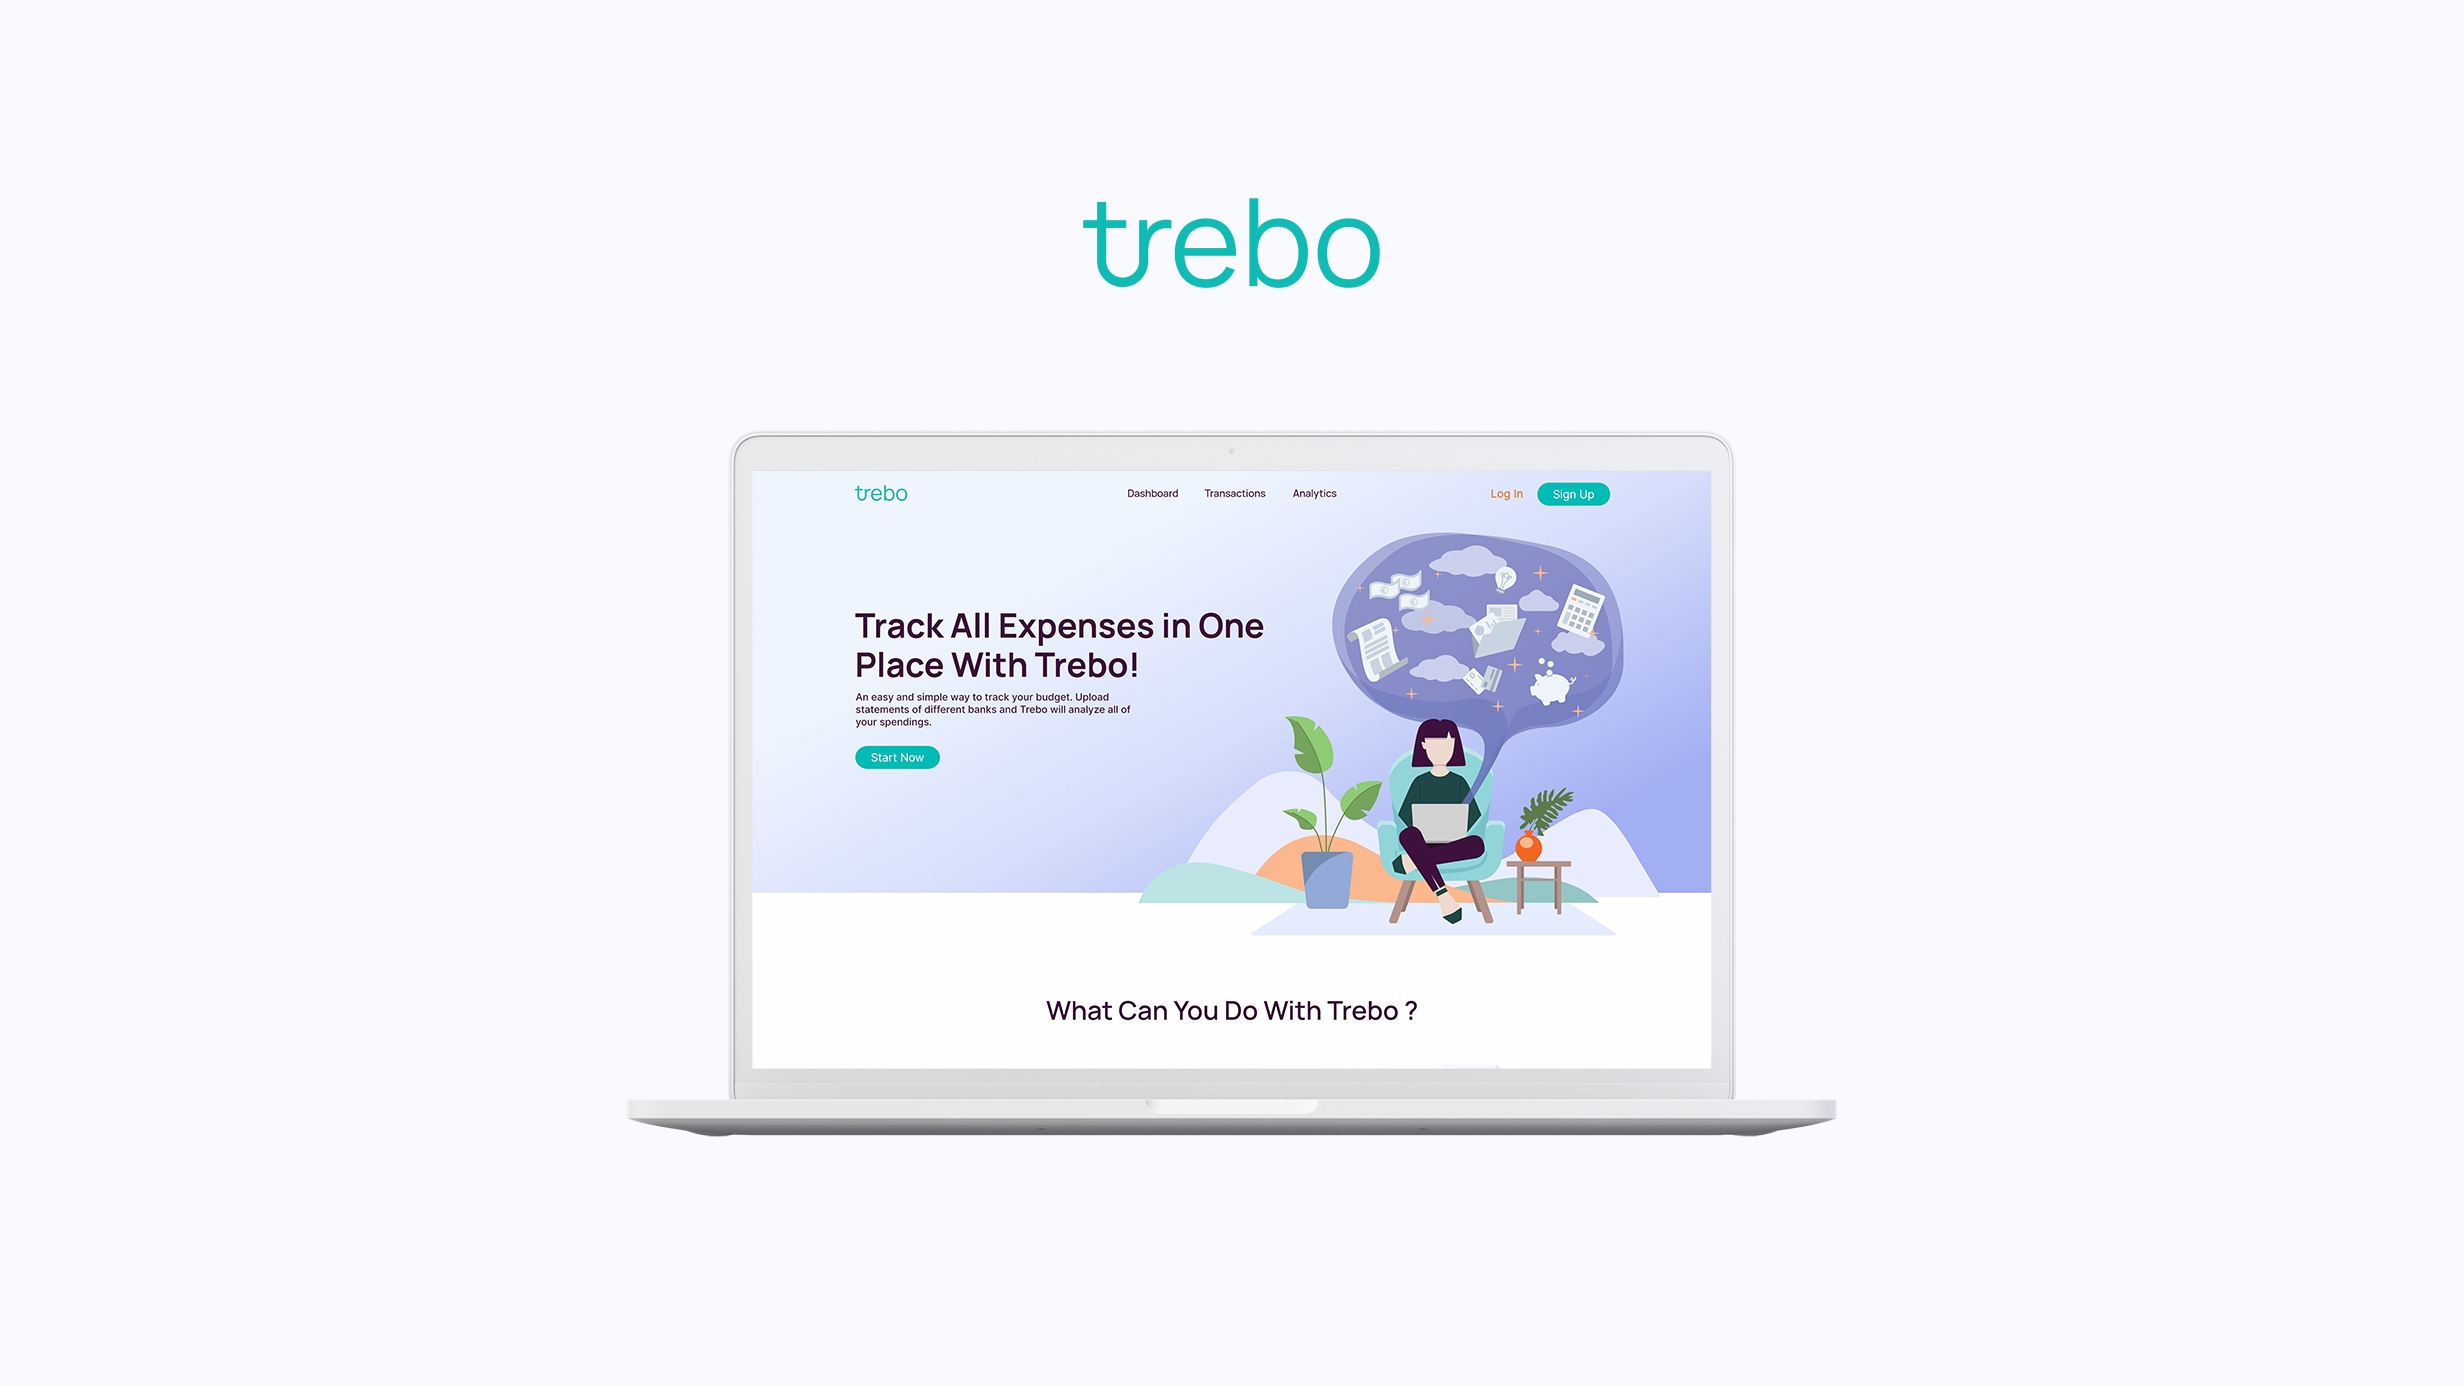 trebo
trebo
Dashboard
Transactions
Analytics
Log In
Sign Up
Track All Expenses in One
Place With Trebo!
An easy and simple way to track your budget. Upload
statements of different banks and Trebo will analyze all of
your spendings.
Start Now
What Can You Do With Trebo ?